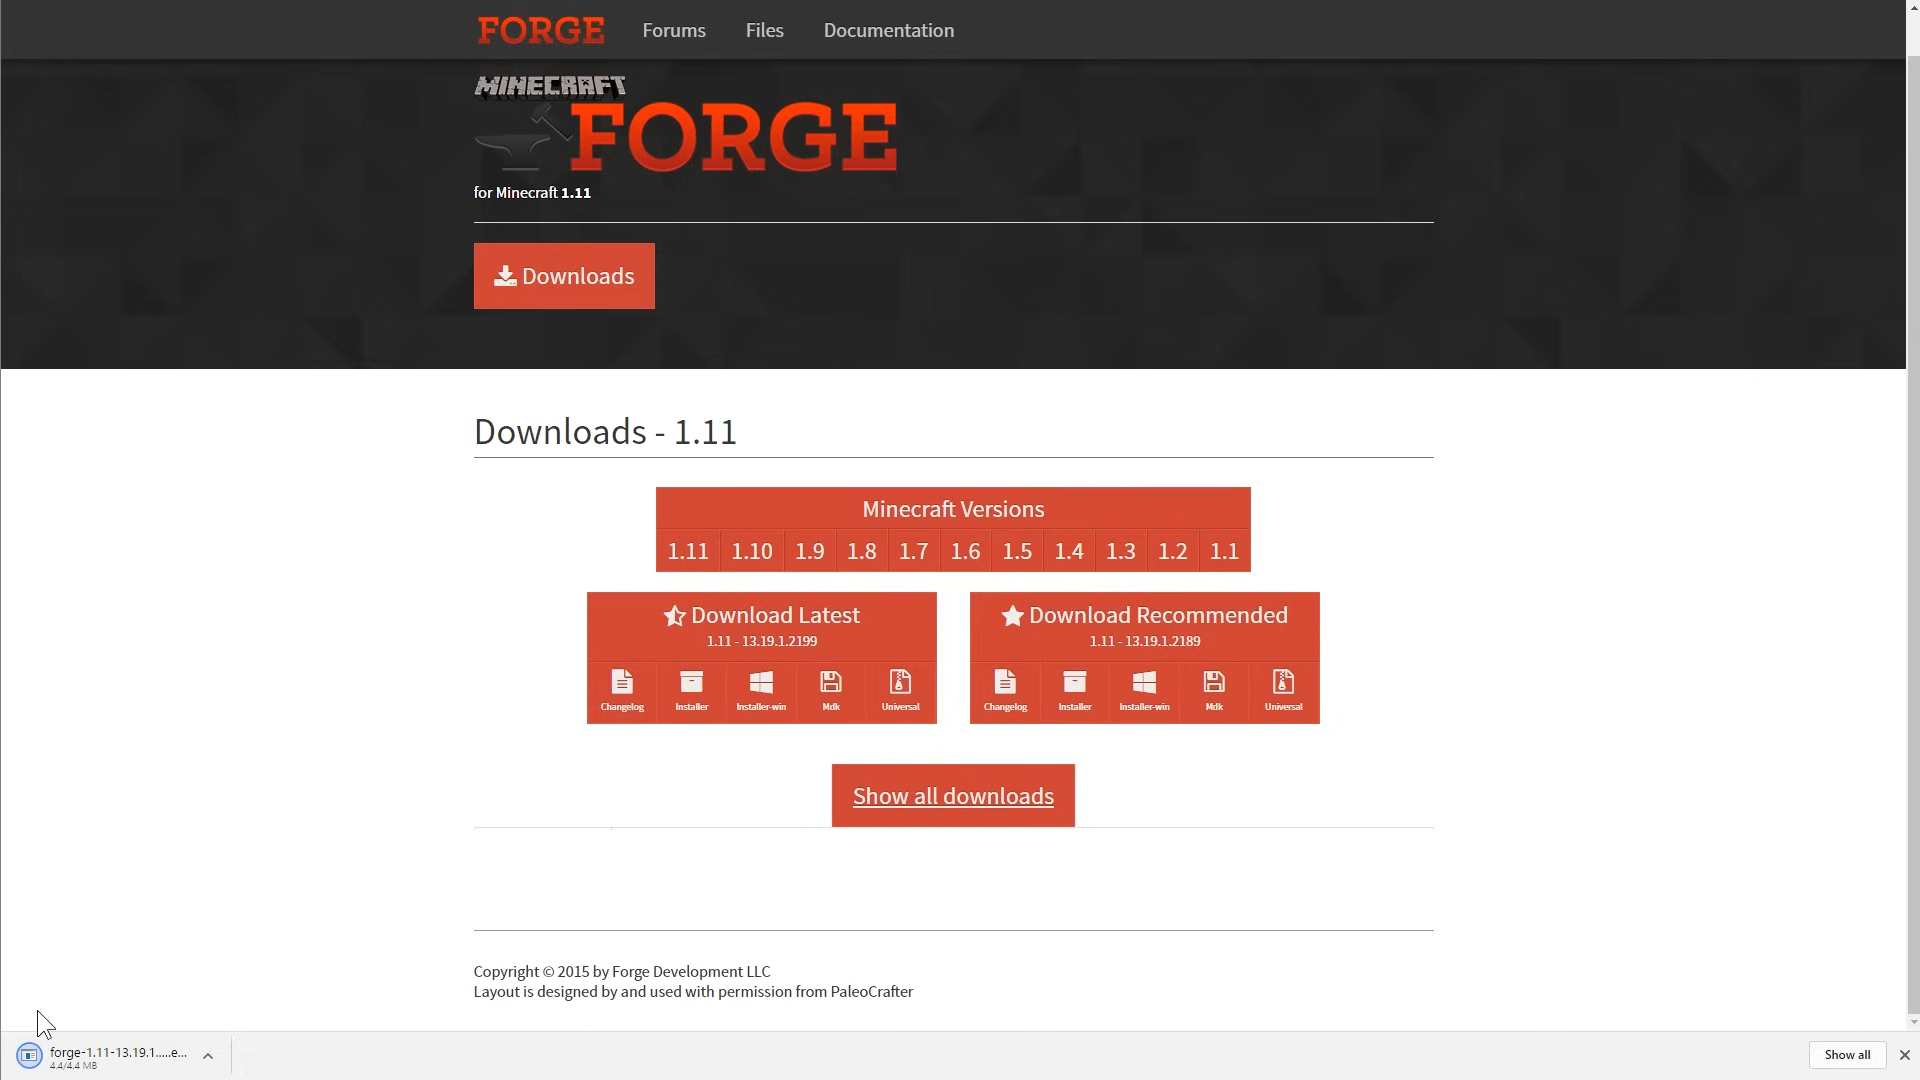 FORGE Forums Files Documentation
MINECRAFT
FORGE
for Minecraft 1.11
Downloads
Downloads - 1.11
Minecraft Versions
1.11 1.10 1.9 1.8 1.7 1.6 1.5 1.4 1.3 1.2 1.1
Download Latest
1.11 - 13.19.1.2199
Changelog Installer Installer-win Mdk Universal
Download Recommended
1.11 - 13.19.1.2189
Changelog Installer Installer-win Mdk Universal
Show all downloads
Copyright © 2015 by Forge Development LLC
Layout is designed by and used with permission from PaleoCrafter
forge-1.11-13.19.1.....e...
4.4/4.4 MB
Show all